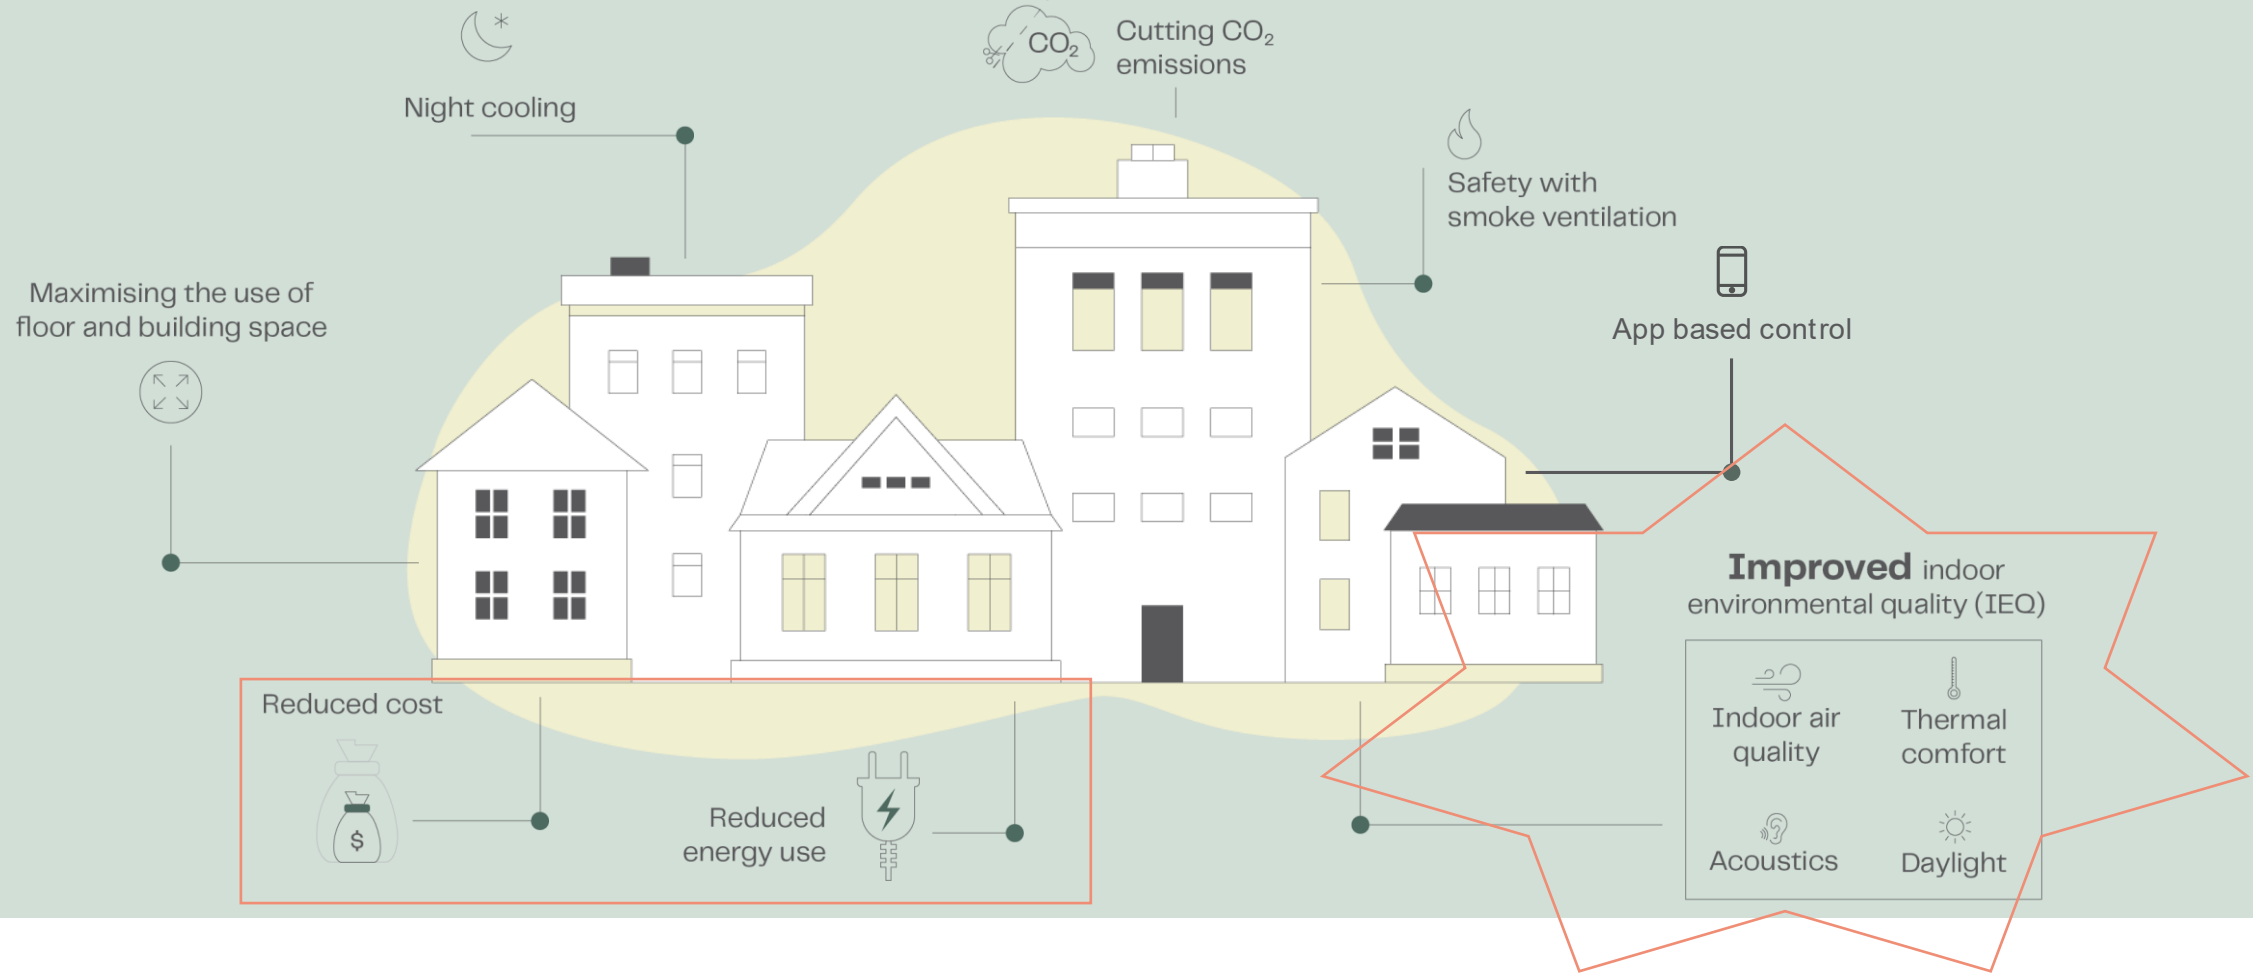 Night cooling
CO₂
Cutting CO₂
emissions
Safety with
smoke ventilation
App based control
Maximising the use of
floor and building space
Improved indoor
environmental quality (IEQ)
Indoor air
quality
Thermal
comfort
Acoustics
Daylight
Reduced cost
$
Reduced
energy use